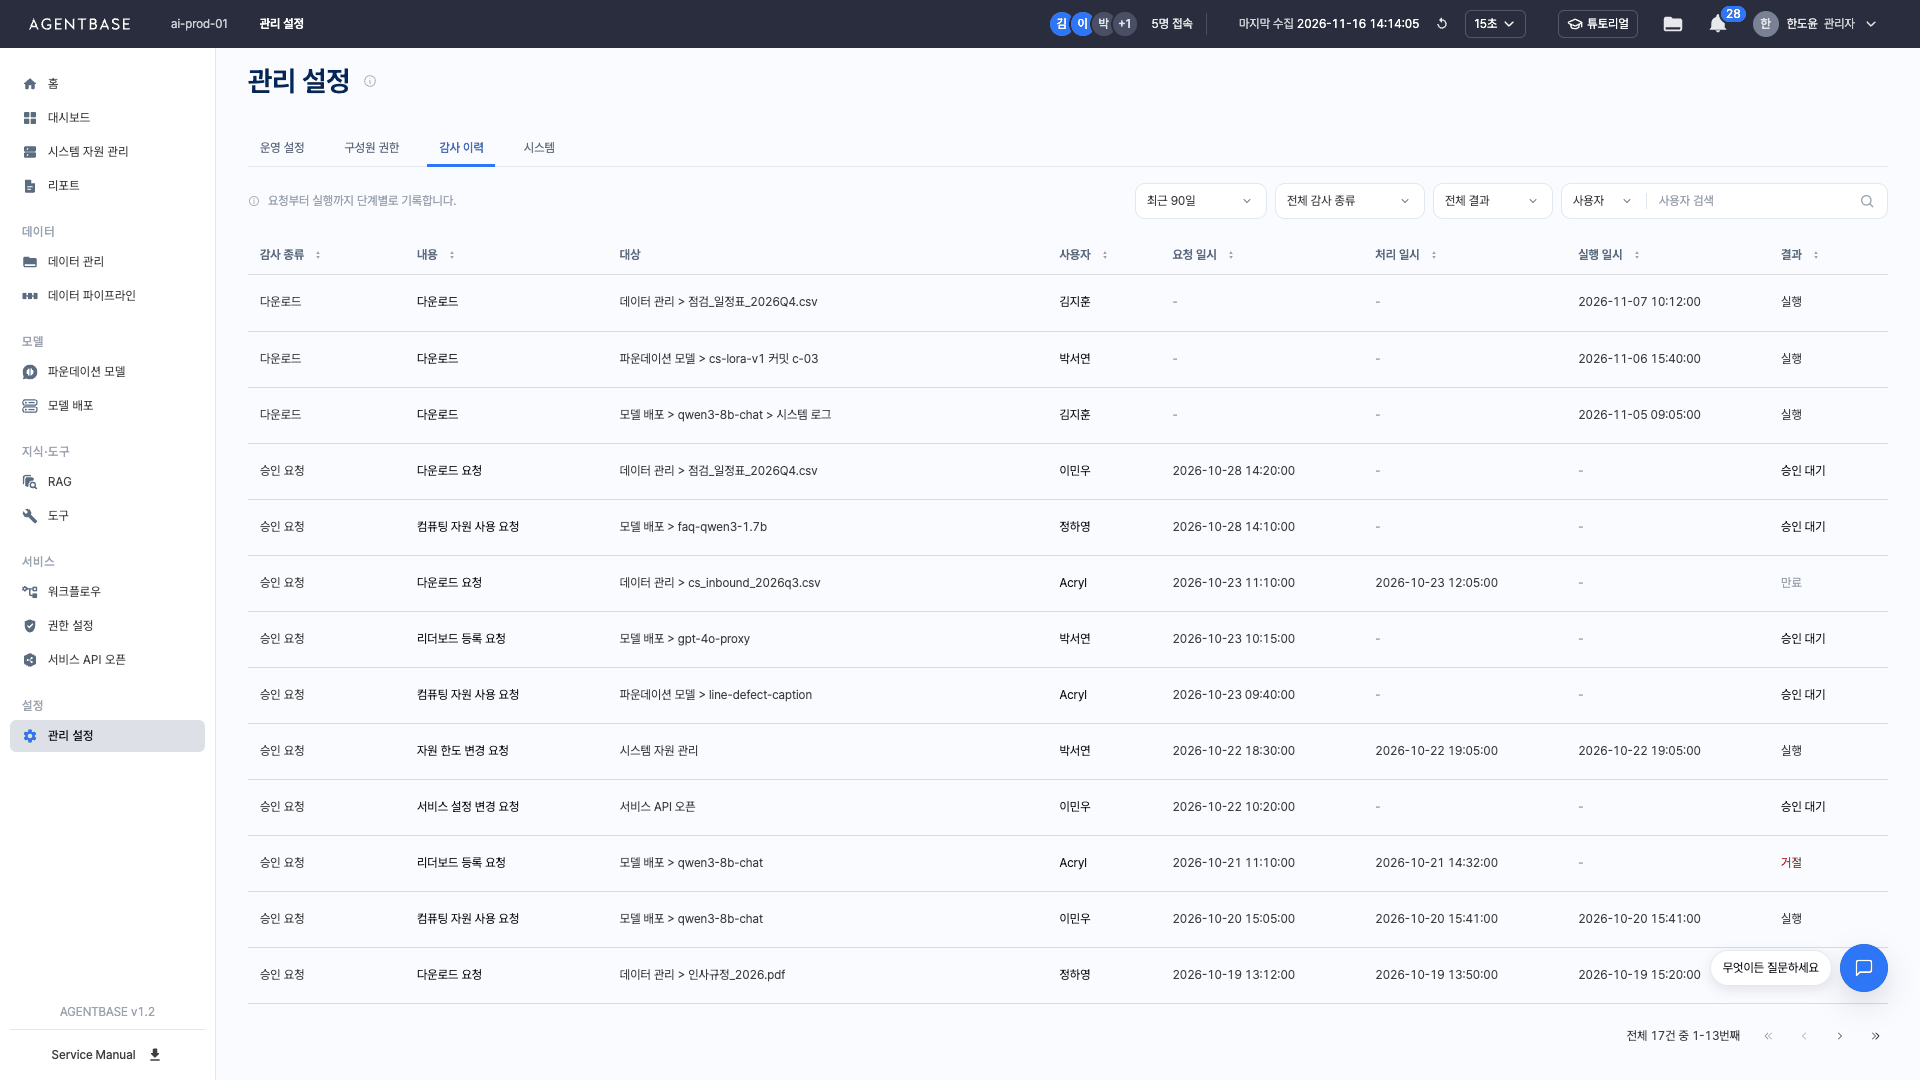 AGENTBASE ai-prod-01 관리 설정 김 이 박 +1 5명 접속 마지막 수집 2026-11-16 14:14:05 15초 튜토리얼 28 한 한도윤 관리자
홈
대시보드
시스템 자원 관리
리포트
데이터
데이터 관리
데이터 파이프라인
모델
파운데이션 모델
모델 배포
지식·도구
RAG
도구
서비스
워크플로우
권한 설정
서비스 API 오픈
설정
관리 설정
AGENTBASE v1.2
Service Manual
관리 설정
운영 설정 구성원 권한 감사 이력 시스템
요청부터 실행까지 단계별로 기록합니다. 최근 90일 전체 감사 종류 전체 결과 사용자 사용자 검색
감사 종류 내용 대상 사용자 요청 일시 처리 일시 실행 일시 결과
다운로드 다운로드 데이터 관리 > 점검_일정표_2026Q4.csv 김지훈 - - 2026-11-07 10:12:00 실행
다운로드 다운로드 파운데이션 모델 > cs-lora-v1 커밋 c-03 박서연 - - 2026-11-06 15:40:00 실행
다운로드 다운로드 모델 배포 > qwen3-8b-chat > 시스템 로그 김지훈 - - 2026-11-05 09:05:00 실행
승인 요청 다운로드 요청 데이터 관리 > 점검_일정표_2026Q4.csv 이민우 2026-10-28 14:20:00 - - 승인 대기
승인 요청 컴퓨팅 자원 사용 요청 모델 배포 > faq-qwen3-1.7b 정하영 2026-10-28 14:10:00 - - 승인 대기
승인 요청 다운로드 요청 데이터 관리 > cs_inbound_2026q3.csv Acryl 2026-10-23 11:10:00 2026-10-23 12:05:00 - 만료
승인 요청 리더보드 등록 요청 모델 배포 > gpt-4o-proxy 박서연 2026-10-23 10:15:00 - - 승인 대기
승인 요청 컴퓨팅 자원 사용 요청 파운데이션 모델 > line-defect-caption Acryl 2026-10-23 09:40:00 - - 승인 대기
승인 요청 자원 한도 변경 요청 시스템 자원 관리 박서연 2026-10-22 18:30:00 2026-10-22 19:05:00 2026-10-22 19:05:00 실행
승인 요청 서비스 설정 변경 요청 서비스 API 오픈 이민우 2026-10-22 10:20:00 - - 승인 대기
승인 요청 리더보드 등록 요청 모델 배포 > qwen3-8b-chat Acryl 2026-10-21 11:10:00 2026-10-21 14:32:00 - 거절
승인 요청 컴퓨팅 자원 사용 요청 모델 배포 > qwen3-8b-chat 이민우 2026-10-20 15:05:00 2026-10-20 15:41:00 2026-10-20 15:41:00 실행
승인 요청 다운로드 요청 데이터 관리 > 인사규정_2026.pdf 정하영 2026-10-19 13:12:00 2026-10-19 13:50:00 2026-10-19 15:20:00
무엇이든 질문하세요
전체 17건 중 1-13번째